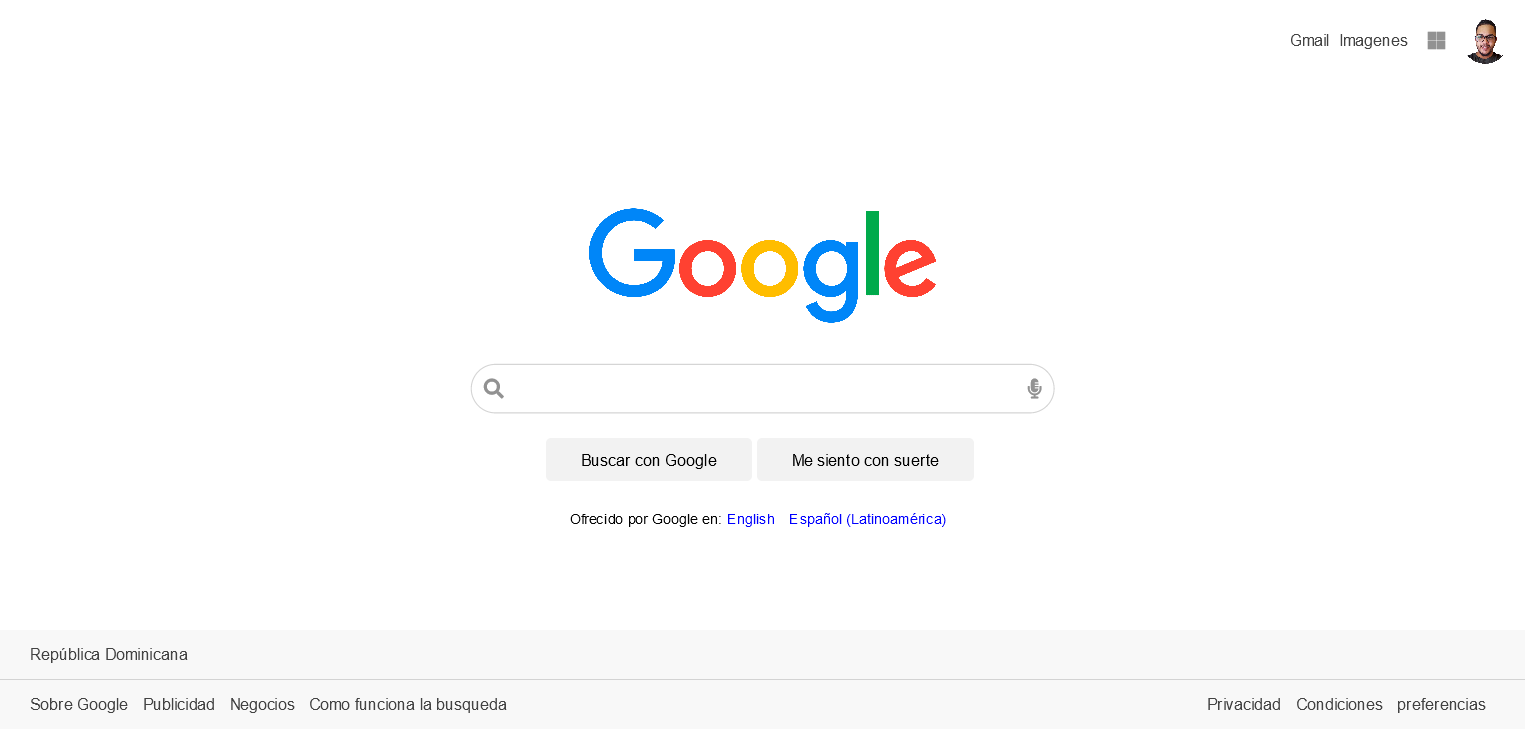 Gmail Imagenes
Google
Buscar con Google Me siento con suerte
Ofrecido por Google en: English Español (Latinoamérica)
República Dominicana
Sobre Google Publicidad Negocios Como funciona la busqueda Privacidad Condiciones preferencias